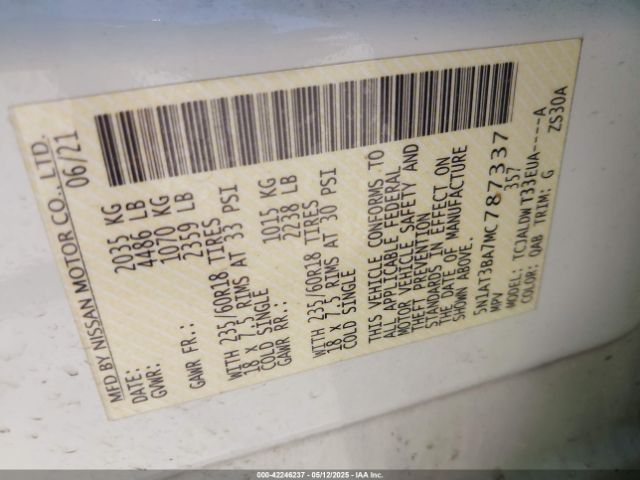 MFD BY NISSAN MOTOR CO., LTD.
DATE: 06/21
GVWR: 2035 KG
4486 LB
GAWR FR.: 1070 KG
2359 LB
WITH 235/60R18 TIRES
18 X 7.5 RIMS AT 33 PSI
COLD SINGLE
GAWR RR.: 1015 KG
2238 LB
WITH 235/60R18 TIRES
18 X 7.5 RIMS AT 30 PSI
COLD SINGLE
THIS VEHICLE CONFORMS TO
ALL APPLICABLE FEDERAL
MOTOR VEHICLE SAFETY AND
THEFT PREVENTION
STANDARDS IN EFFECT ON
THE DATE OF MANUFACTURE
SHOWN ABOVE.
5N1AT3BA7MC787337
MPV 357
MODEL: TCJALDWT33EUA----A
COLOR: QAB TRIM: G ZS30A
000-42246237 - 05/12/2025 - IAA Inc.